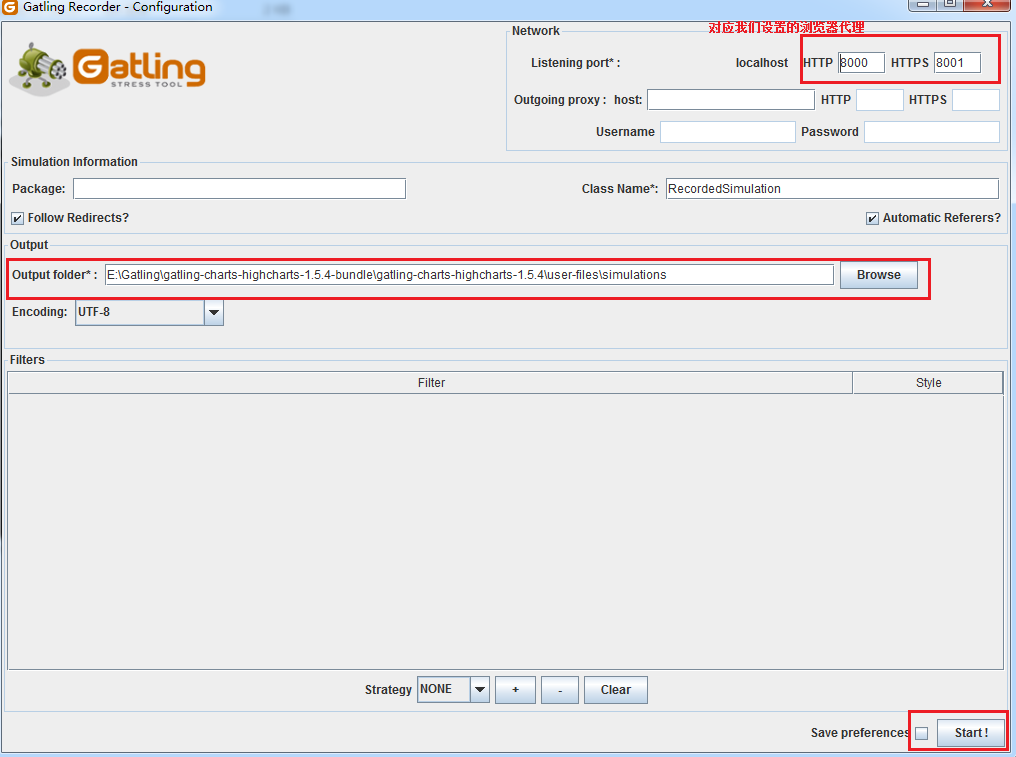 Gatling Recorder - Configuration
Gatling
STRESS TOOL
Network
对应我们设置的浏览器代理
Listening port* : localhost HTTP 8000 HTTPS 8001
Outgoing proxy : host: HTTP HTTPS
Username Password
Simulation Information
Package: Class Name*: RecordedSimulation
Follow Redirects? Automatic Referers?
Output
Output folder* : E:\Gatling\gatling-charts-highcharts-1.5.4-bundle\gatling-charts-highcharts-1.5.4\user-files\simulations Browse
Encoding: UTF-8
Filters
Filter Style
Strategy NONE + - Clear
Save preferences Start !